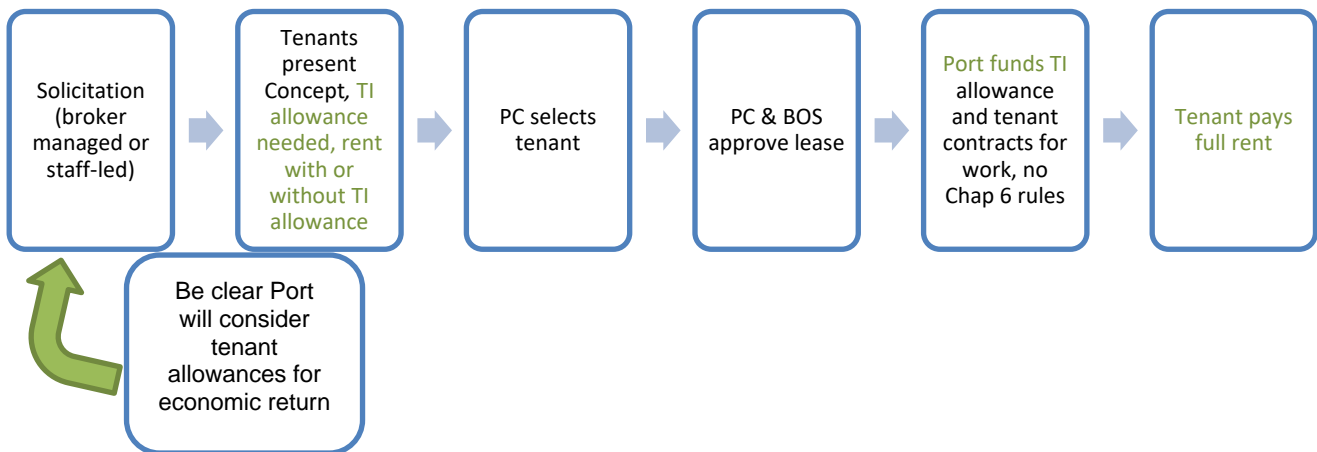 Solicitation
(broker
managed or
staff-led)
Tenants
present
Concept, TI
allowance
needed, rent
with or
without TI
allowance
PC selects
tenant
PC & BOS
approve lease
Port funds TI
allowance
and tenant
contracts for
work, no
Chap 6 rules
Tenant pays
full rent
Be clear Port
will consider
tenant
allowances for
economic return